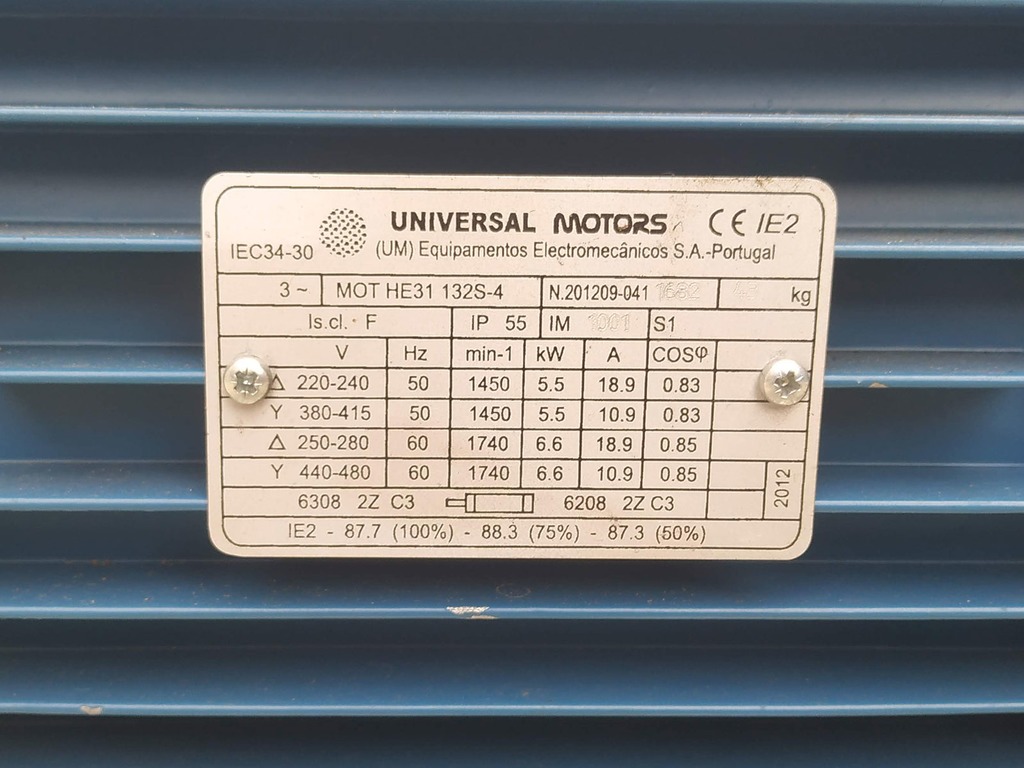 UNIVERSAL MOTORS CE IE2
IEC34-30 (UM) Equipamentos Electromecânicos S.A.-Portugal
3 ~ MOT HE31 132S-4 N.201209-041 1682 kg
Is.cl. F IP 55 IM 1001 S1
V Hz min-1 kW A COSφ
Δ 220-240 50 1450 5.5 18.9 0.83
Y 380-415 50 1450 5.5 10.9 0.83
Δ 250-280 60 1740 6.6 18.9 0.85
Y 440-480 60 1740 6.6 10.9 0.85
2012
6308 2Z C3 6208 2Z C3
IE2 - 87.7 (100%) - 88.3 (75%) - 87.3 (50%)